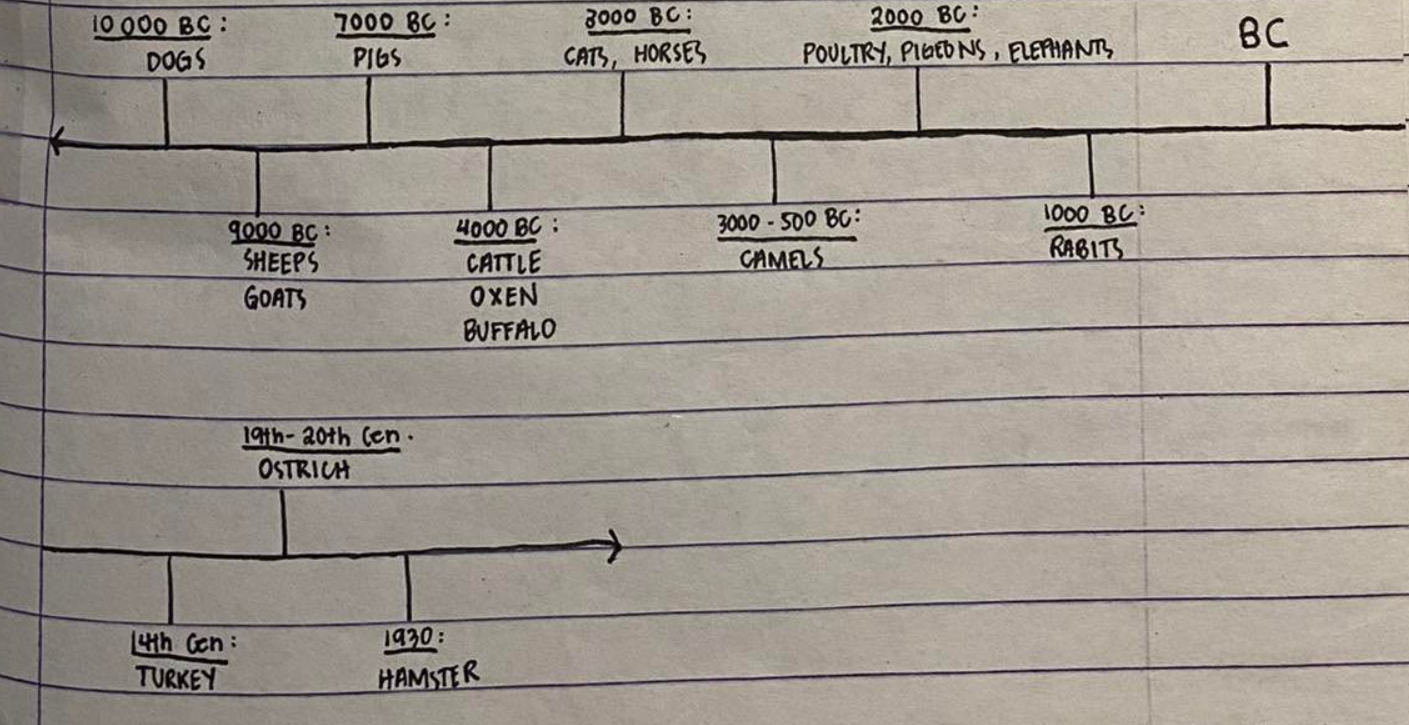 10 000 BC:
DOGS
7000 BC:
PIGS
3000 BC:
CATS, HORSES
2000 BC:
POULTRY, PIGEONS, ELEPHANTS
BC
9000 BC:
SHEEPS
GOATS
4000 BC:
CATTLE
OXEN
BUFFALO
3000 - 500 BC:
CAMELS
1000 BC:
RABITS
19th - 20th Cen.
OSTRICH
14th Cen:
TURKEY
1930:
HAMSTER